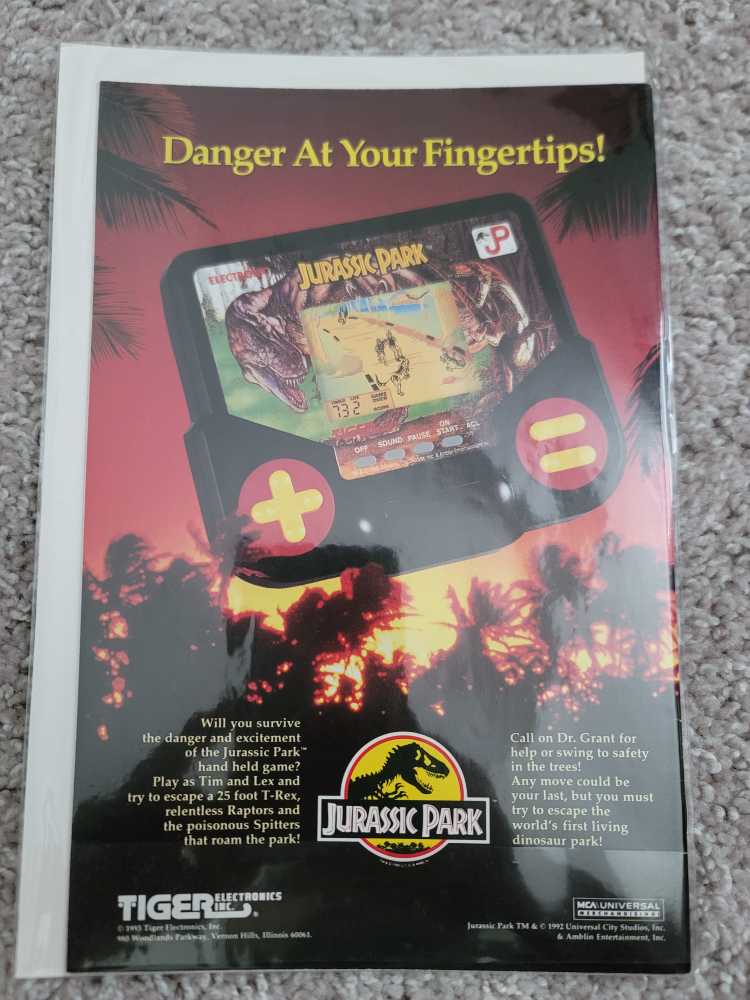 Danger At Your Fingertips!
ELECTRONIC
JURASSIC PARK™
JP
732
OFF SOUND PAUSE ON START ACL
Will you survive
the danger and excitement
of the Jurassic Park™
hand held game?
Play as Tim and Lex and
try to escape a 25 foot T-Rex,
relentless Raptors and
the poisonous Spitters
that roam the park!
JURASSIC PARK
Call on Dr. Grant for
help or swing to safety
in the trees!
Any move could be
your last, but you must
try to escape the
world's first living
dinosaur park!
TIGER ELECTRONICS INC.
© 1993 Tiger Electronics, Inc.
980 Woodlands Parkway, Vernon Hills, Illinois 60061.
MCA UNIVERSAL
MERCHANDISING
Jurassic Park TM & © 1992 Universal City Studios, Inc.
& Amblin Entertainment, Inc.